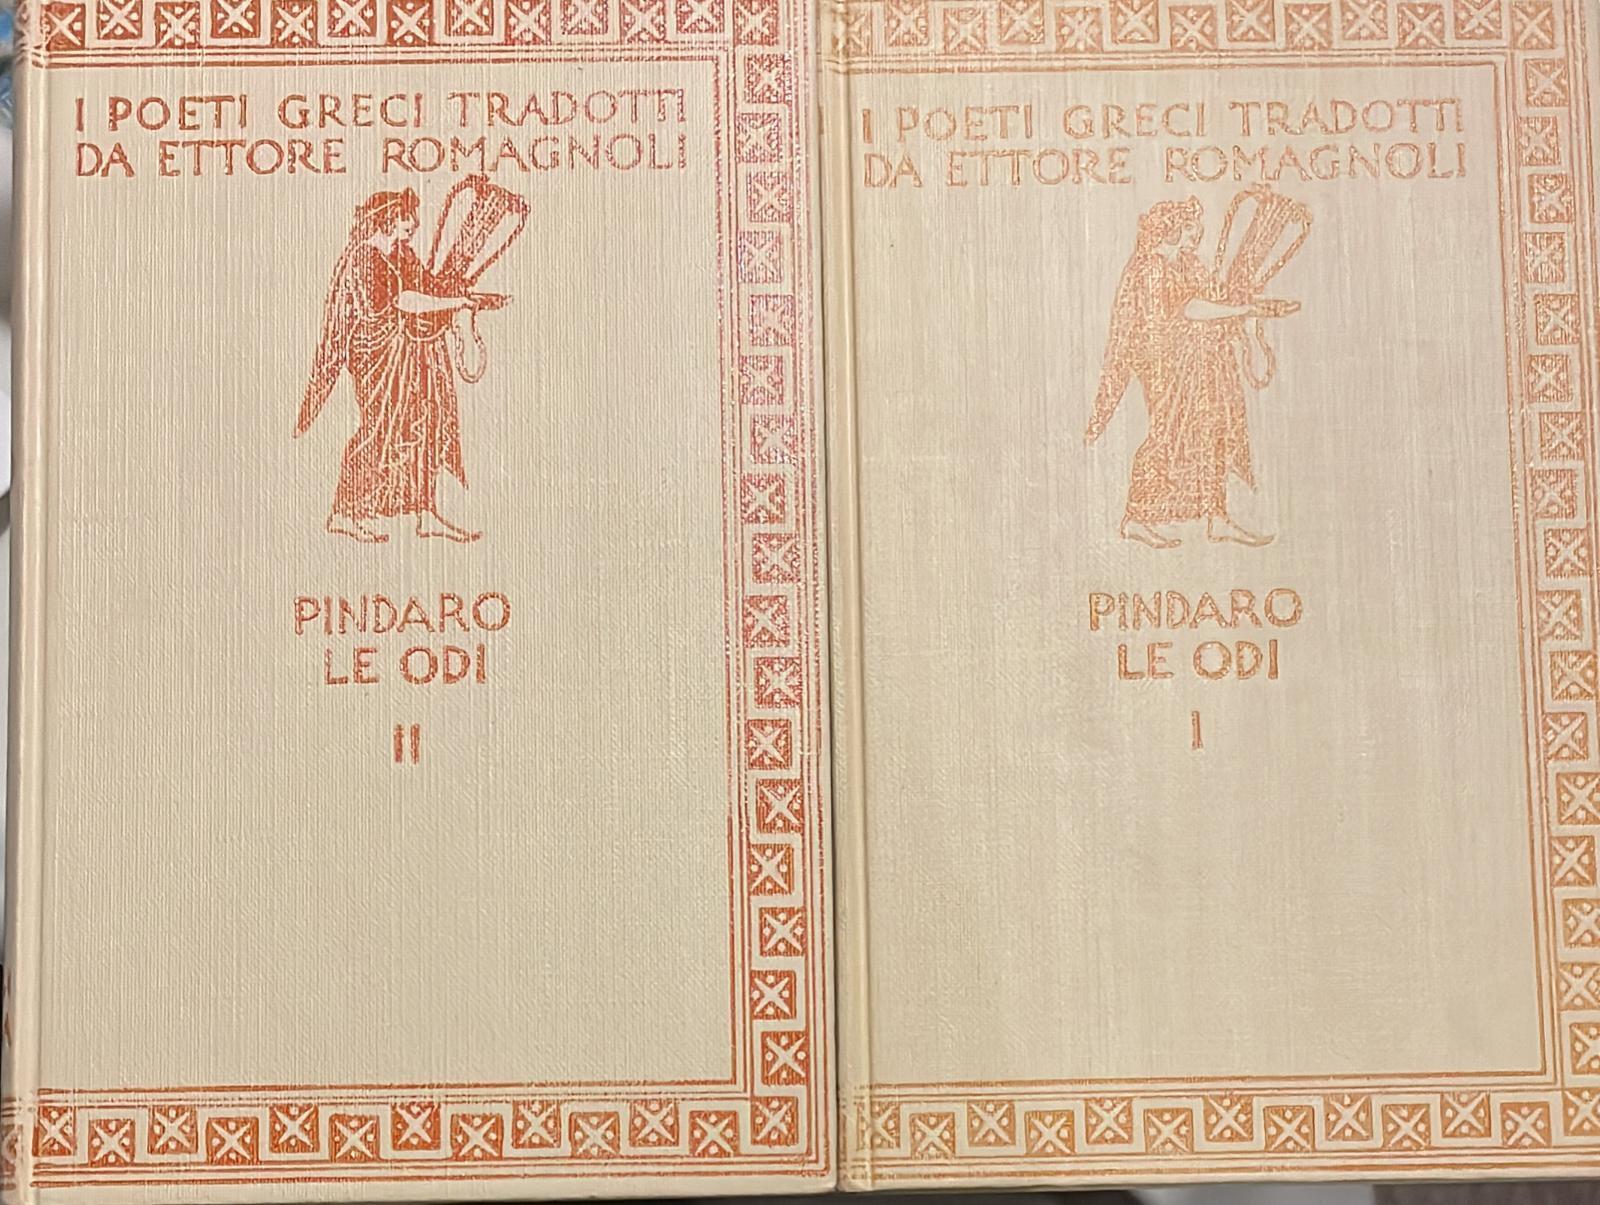 I POETI GRECI TRADOTTI
DA ETTORE ROMAGNOLI
PINDARO
LE ODI
II
I POETI GRECI TRADOTTI
DA ETTORE ROMAGNOLI
PINDARO
LE ODI
I